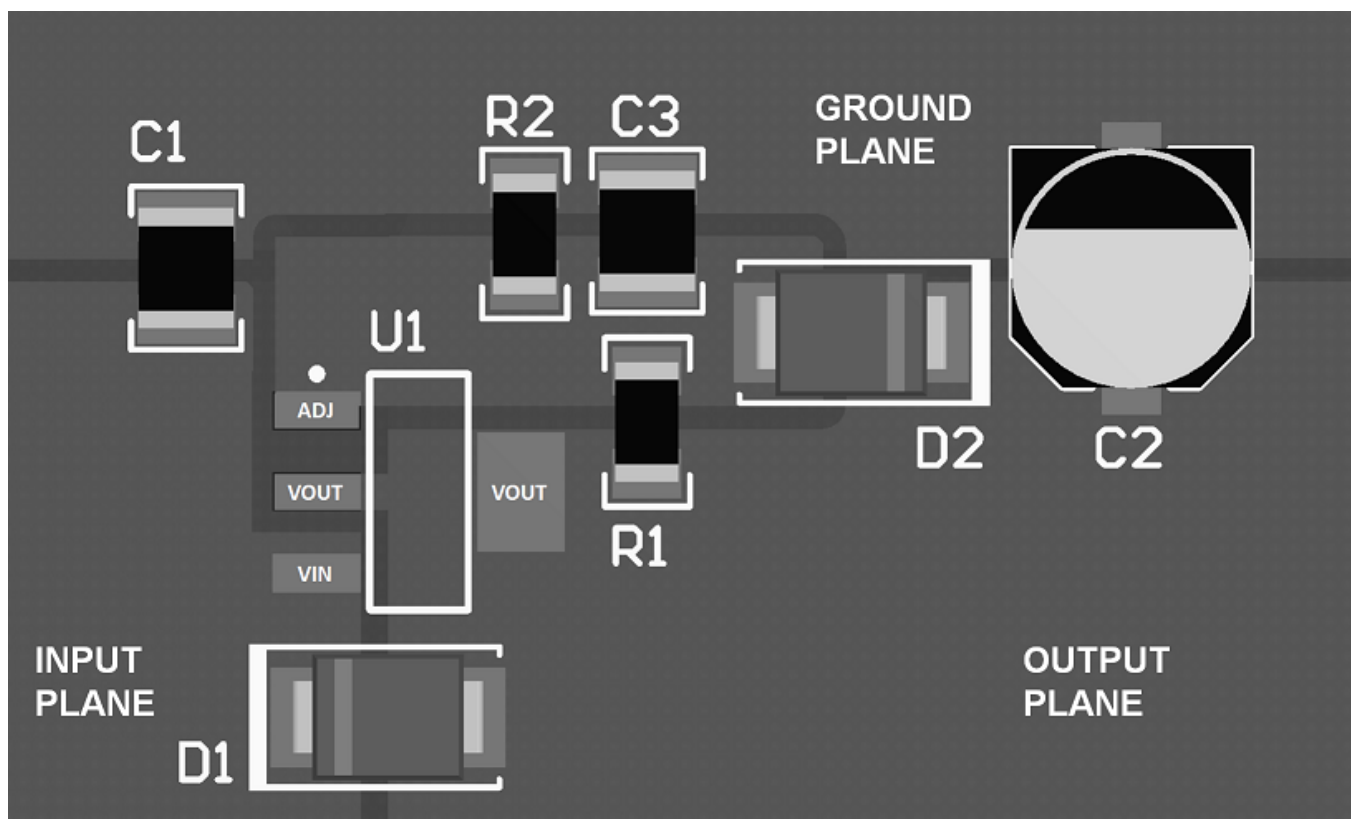 C1
R2
C3
GROUND
PLANE
U1
ADJ
VOUT
VOUT
VIN
R1
D2
C2
INPUT
PLANE
D1
OUTPUT
PLANE